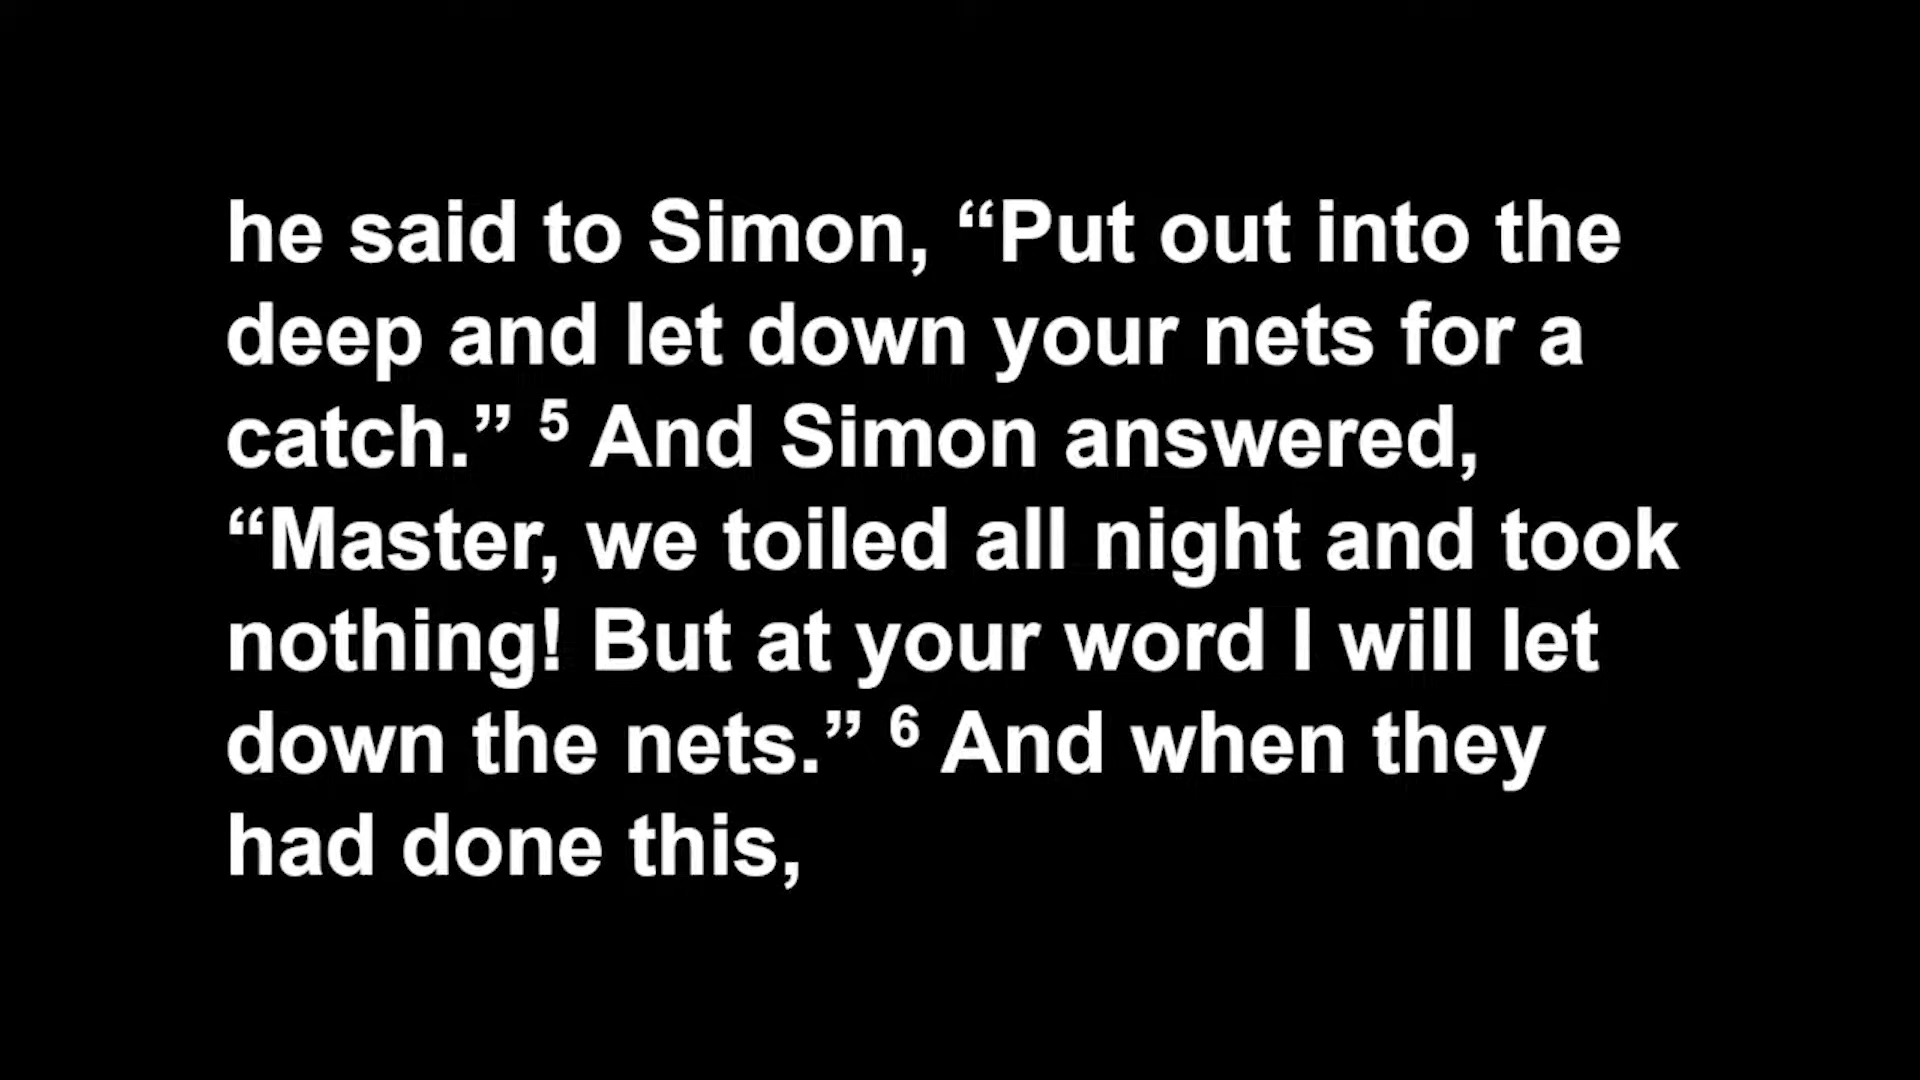 he said to Simon, “Put out into the
deep and let down your nets for a
catch.” ⁵ And Simon answered,
“Master, we toiled all night and took
nothing! But at your word I will let
down the nets.” ⁶ And when they
had done this,